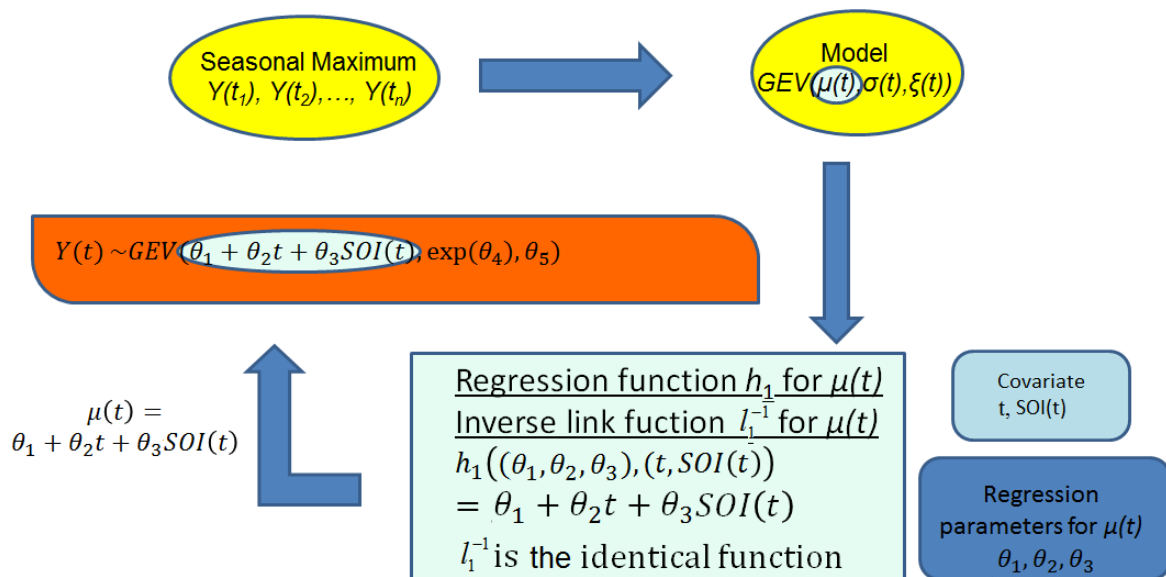 Seasonal Maximum
Y(t₁), Y(t₂),…, Y(tₙ)
Model
GEV(μ(t),σ(t),ξ(t))
Y(t) ~GEV(θ₁ + θ₂t + θ₃SOI(t), exp(θ₄), θ₅)
μ(t) =
θ₁ + θ₂t + θ₃SOI(t)
Regression function h₁ for μ(t)
Inverse link fuction l₁⁻¹ for μ(t)
h₁((θ₁, θ₂, θ₃), (t, SOI(t))
= θ₁ + θ₂t + θ₃SOI(t)
l₁⁻¹ is the identical function
Covariate
t, SOI(t)
Regression
parameters for μ(t)
θ₁, θ₂, θ₃